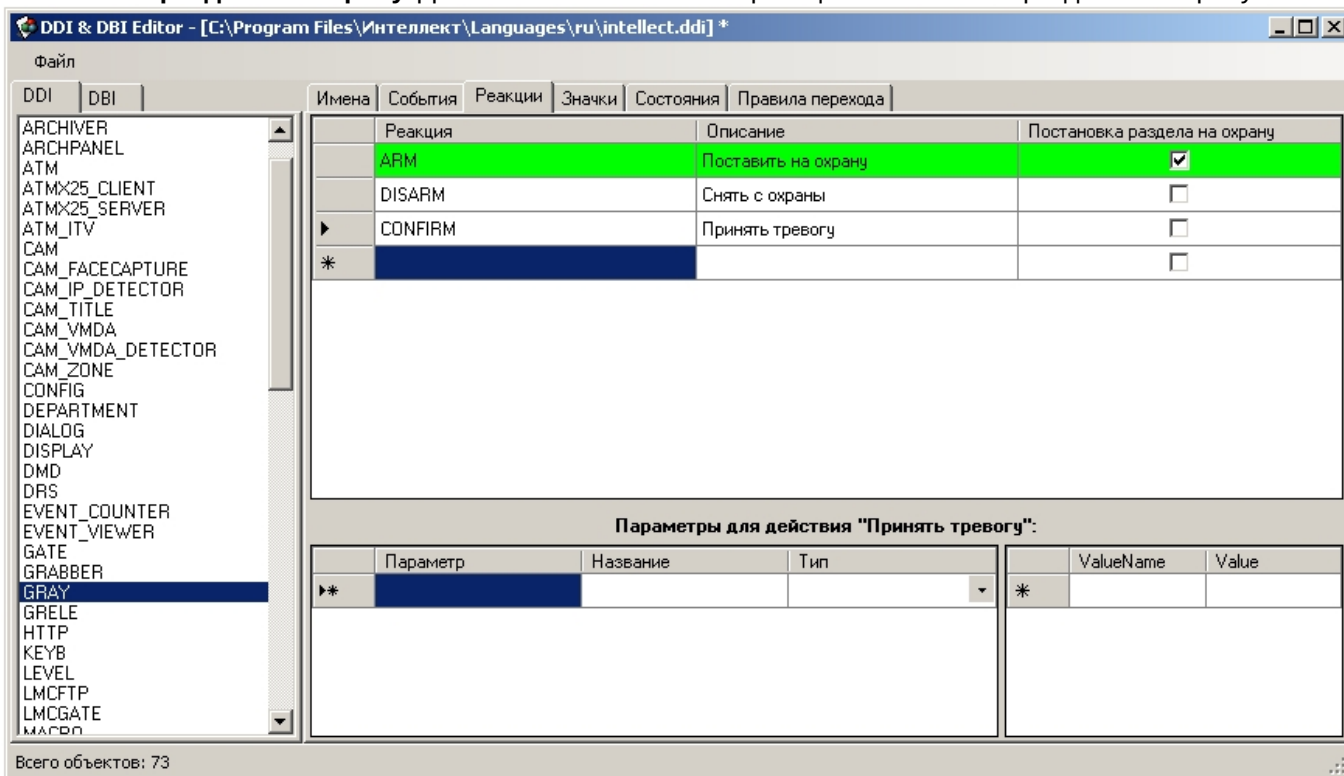 DDI & DBI Editor - [C:\Program Files\Интеллект\Languages\ru\intellect.ddi] *
Файл
DDI DBI
Имена События Реакции Значки Состояния Правила перехода
ARCHIVER
ARCHPANEL
ATM
ATMX25_CLIENT
ATMX25_SERVER
ATM_ITV
CAM
CAM_FACECAPTURE
CAM_IP_DETECTOR
CAM_TITLE
CAM_VMDA
CAM_VMDA_DETECTOR
CAM_ZONE
CONFIG
DEPARTMENT
DIALOG
DISPLAY
DMD
DRS
EVENT_COUNTER
EVENT_VIEWER
GATE
GRABBER
GRAY
GRELE
HTTP
KEYB
LEVEL
LMCFTP
LMCGATE
MACRO
Реакция Описание Постановка раздела на охрану
ARM Поставить на охрану
DISARM Снять с охраны
CONFIRM Принять тревогу
Параметры для действия "Принять тревогу":
Параметр Название Тип ValueName Value
Всего объектов: 73